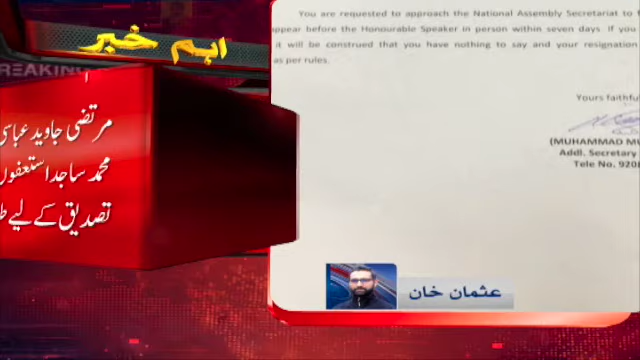 اہم خبر
BREAKING
مرتضی جاوید عباسی
محمد ساجد استعفوں
تصدیق کے لیے
You are requested to approach the National Assembly Secretariat to
appear before the Honourable Speaker in person within seven days. If you
it will be construed that you have nothing to say and your resignation
as per rules.
Yours faithful
(MUHAMMAD
Addl. Secretary
Tele No. 920
عثمان خان